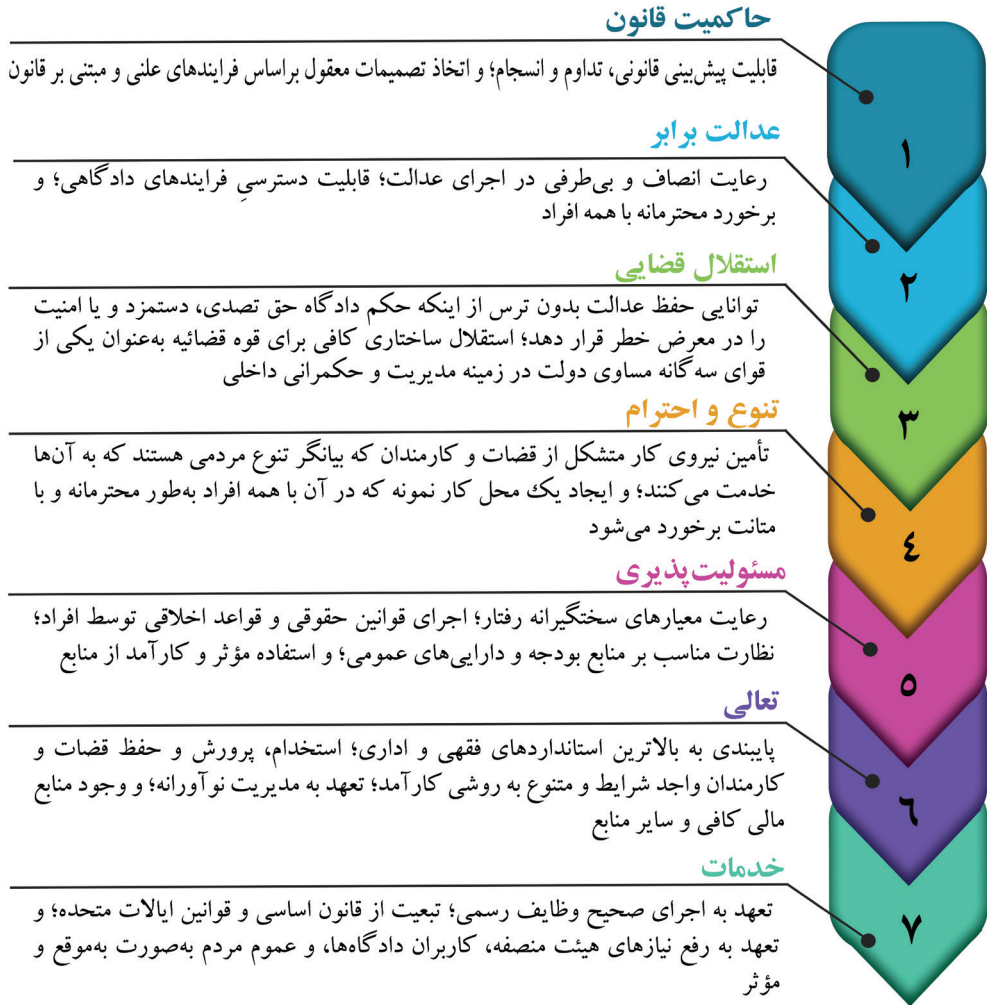 حاکمیت قانون
قابلیت پیش‌بینی قانونی، تداوم و انسجام؛ و اتخاذ تصمیمات معقول براساس فرایندهای علنی و مبتنی بر قانون
۱
عدالت برابر
رعایت انصاف و بی‌طرفی در اجرای عدالت؛ قابلیت دسترسیِ فرایندهای دادگاهی؛ و
برخورد محترمانه با همه افراد
۲
استقلال قضایی
توانایی حفظ عدالت بدون ترس از اینکه حکم دادگاه حق تصدی، دستمزد و یا امنیت
را در معرض خطر قرار دهد؛ استقلال ساختاری کافی برای قوه قضائیه به‌عنوان یکی از
قوای سه‌گانه مساوی دولت در زمینه مدیریت و حکمرانی داخلی
۳
تنوع و احترام
تأمین نیروی کار متشکل از قضات و کارمندان که بیانگر تنوع مردمی هستند که به آن‌ها
خدمت می‌کنند؛ و ایجاد یك محل کار نمونه که در آن با همه افراد به‌طور محترمانه و با
متانت برخورد می‌شود
٤
مسئولیت‌پذیری
رعایت معیارهای سختگیرانه رفتار؛ اجرای قوانین حقوقی و قواعد اخلاقی توسط افراد؛
نظارت مناسب بر منابع بودجه و دارایی‌های عمومی؛ و استفاده مؤثر و کارآمد از منابع
۵
تعالی
پایبندی به بالاترین استانداردهای فقهی و اداری؛ استخدام، پرورش و حفظ قضات و
کارمندان واجد شرایط و متنوع به روشی کارآمد؛ تعهد به مدیریت نوآورانه؛ و وجود منابع
مالی کافی و سایر منابع
٦
خدمات
تعهد به اجرای صحیح وظایف رسمی؛ تبعیت از قانون اساسی و قوانین ایالات متحده؛ و
تعهد به رفع نیازهای هیئت منصفه، کاربران دادگاه‌ها، و عموم مردم به‌صورت به‌موقع و
مؤثر
۷